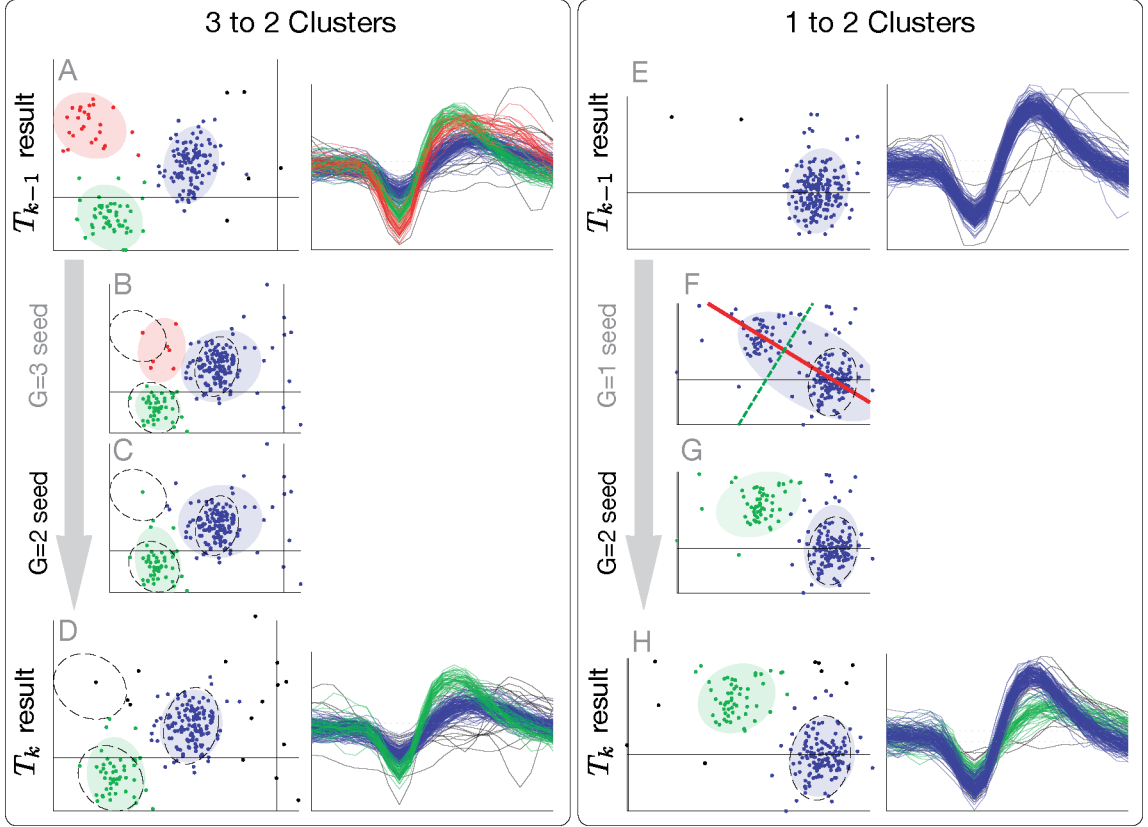 3 to 2 Clusters
A
T_{k−1} result
B
G=3 seed
C
G=2 seed
D
T_k result
1 to 2 Clusters
E
T_{k−1} result
F
G=1 seed
G
G=2 seed
H
T_k result